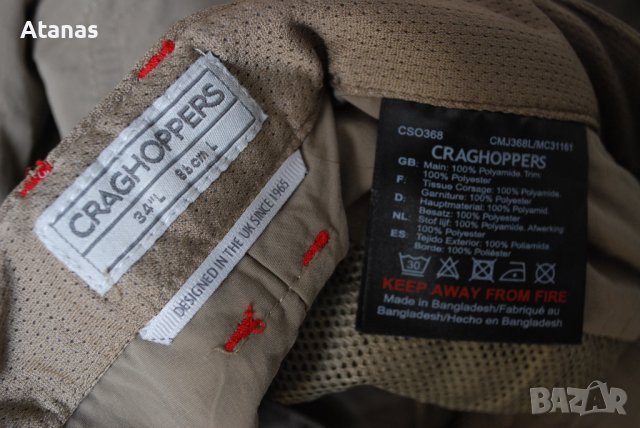 Atanas
CRAGHOPPERS
34" L 86cm L
DESIGNED IN THE UK SINCE 1965
CSO368 CMJ368L/MC31161
CRAGHOPPERS
GB: Main: 100% Polyamide Trim:
100% Polyester
F: Tissue Corsage: 100% Polyamide.
Garniture: 100% Polyester
D: Hauptmaterial: 100% Polyamid.
Besatz: 100% Polyester
NL: Stof lijf: 100% Polyamide. Afwerking:
100% Polyester
ES: Tejido Exterior: 100% Poliamida.
Borde: 100% Poliéster
30
KEEP AWAY FROM FIRE
Made in Bangladesh/Fabriqué au
Bangladesh/Hecho en Bangladesh
BAZAR